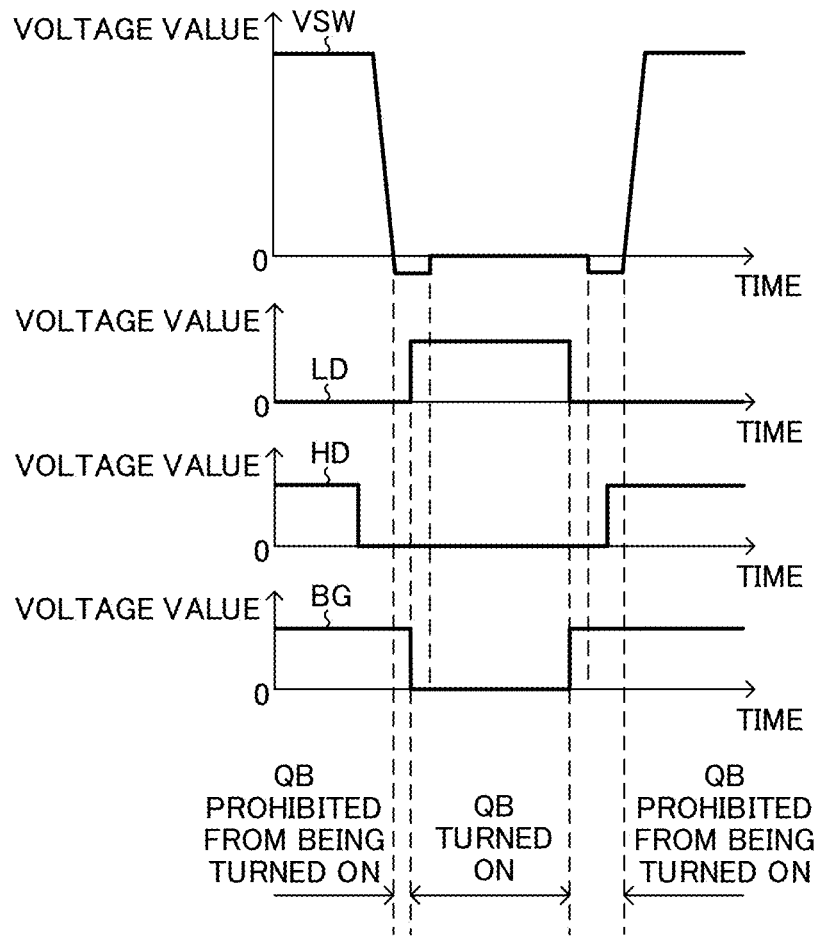 VOLTAGE VALUE
VSW
0
TIME
VOLTAGE VALUE
LD
0
TIME
VOLTAGE VALUE
HD
0
TIME
VOLTAGE VALUE
BG
0
TIME
QB
PROHIBITED
FROM BEING
TURNED ON
QB
TURNED
ON
QB
PROHIBITED
FROM BEING
TURNED ON